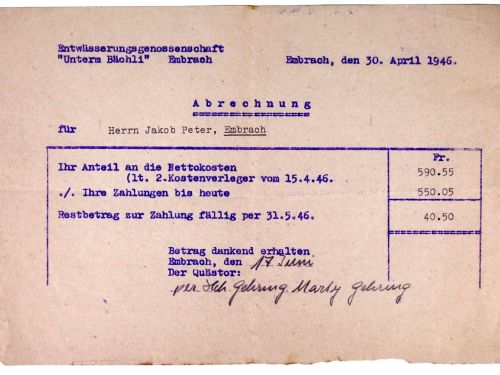 Entwässerungsgenossenschaft
"Unterm Bächli"   Embrach   Embrach, den 30. April 1946.
Abrechnung
für   Herrn Jakob Peter, Embrach
Fr.
Ihr Anteil an die Nettokosten
(lt. 2.Kostenverleger vom 15.4.46.   590.55
./. Ihre Zahlungen bis heute   550.05
Restbetrag zur Zahlung fällig per 31.5.46.   40.50
Betrag dankend erhalten
Embrach, den 17 Juni
Der Quästor:
per Hch. Gehring Marty Gehring